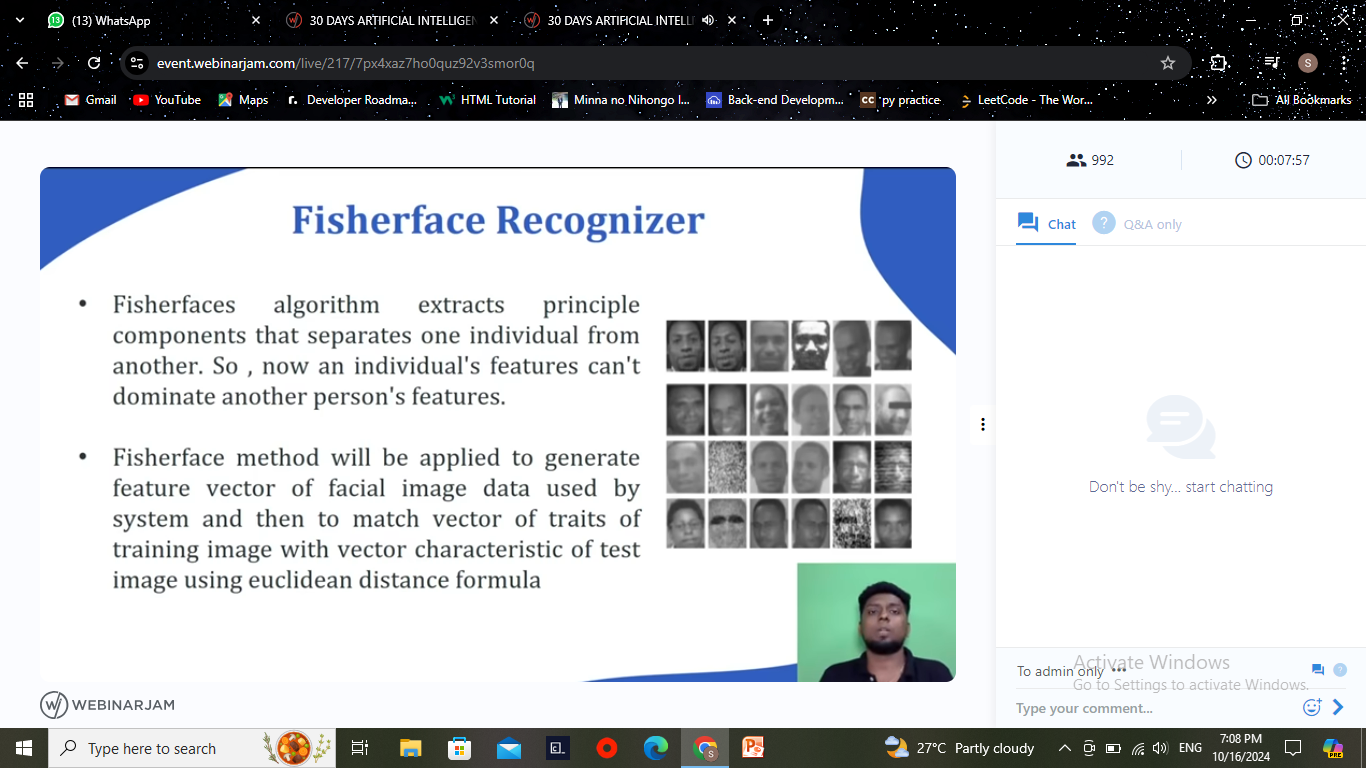 (13) WhatsApp
30 DAYS ARTIFICIAL INTELLIGEN
30 DAYS ARTIFICIAL INTELLI
event.webinarjam.com/live/217/7px4xaz7ho0quz92v3smor0q
S
Gmail
YouTube
Maps
r. Developer Roadma...
HTML Tutorial
Minna no Nihongo I...
Back-end Developm...
CC py practice
LeetCode - The Wor...
All Bookmarks
Fisherface Recognizer
• Fisherfaces algorithm extracts principle
components that separates one individual from
another. So , now an individual's features can't
dominate another person's features.
• Fisherface method will be applied to generate
feature vector of facial image data used by
system and then to match vector of traits of
training image with vector characteristic of test
image using euclidean distance formula
WEBINARJAM
992
00:07:57
Chat
? Q&A only
Don't be shy... start chatting
To admin only
Activate Windows
Go to Settings to activate Windows.
Type your comment...
Type here to search
27°C Partly cloudy
ENG
7:08 PM
10/16/2024
PRE